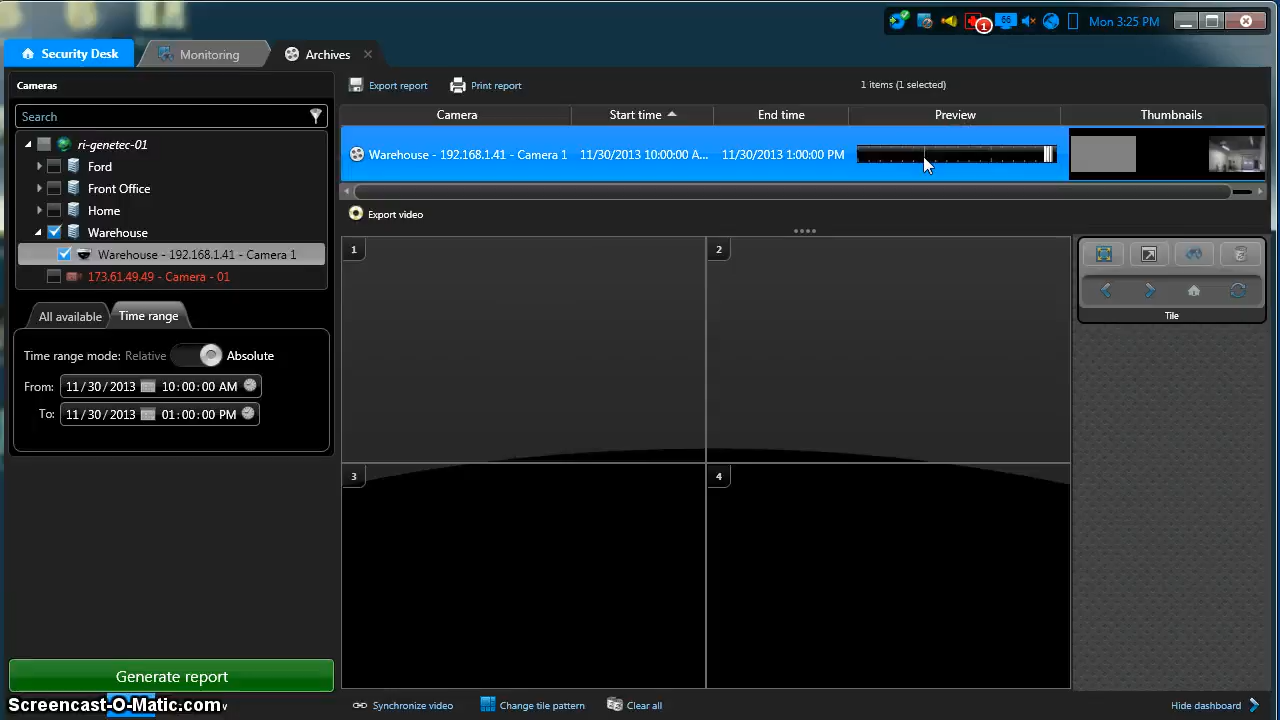 1
66
Mon 3:25 PM
Security Desk
Monitoring
Archives
Cameras
Export report
Print report
1 items (1 selected)
Search
Camera
Start time
End time
Preview
Thumbnails
ri-genetec-01
Warehouse - 192.168.1.41 - Camera 1
11/30/2013 10:00:00 A...
11/30/2013 1:00:00 PM
Ford
Front Office
Home
Export video
Warehouse
Warehouse - 192.168.1.41 - Camera 1
173.61.49.49 - Camera - 01
1
2
All available
Time range
Tile
Time range mode: Relative
Absolute
From: 11/30/2013 10:00:00 AM
To: 11/30/2013 01:00:00 PM
3
4
Generate report
Screencast-O-Matic.com
Synchronize video
Change tile pattern
Clear all
Hide dashboard